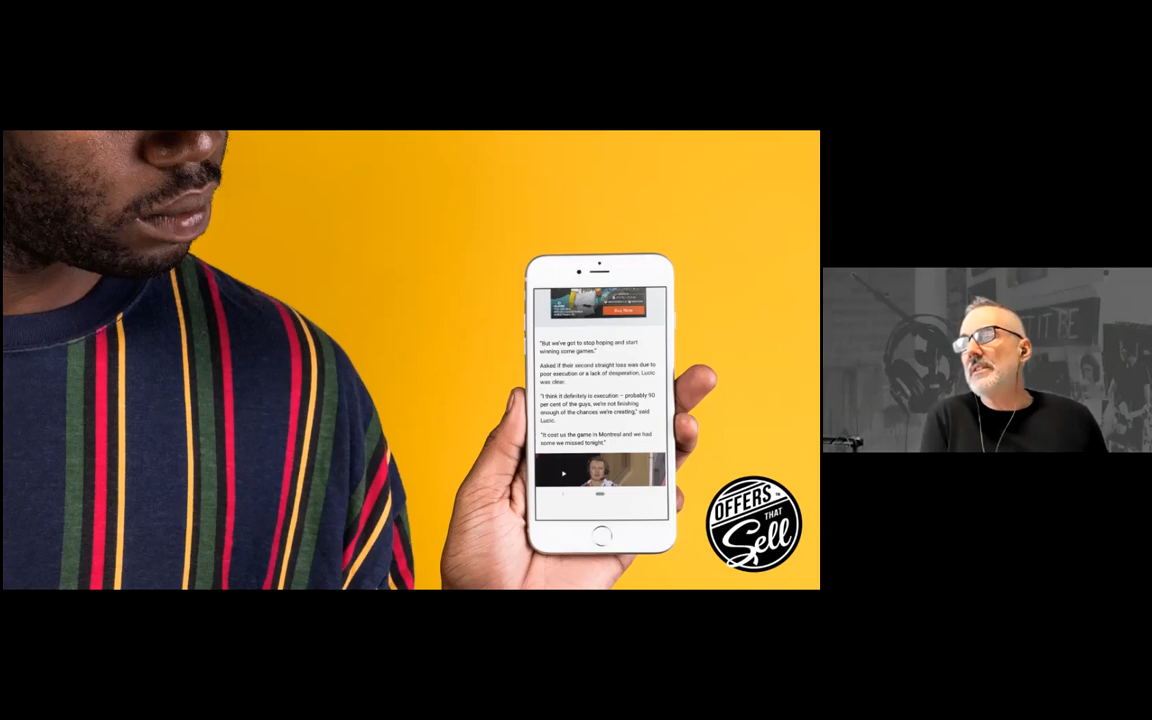 Buy Now
"But we've got to stop hoping and start
winning some games."
Asked if their second straight loss was due to
poor execution or a lack of desperation, Lucic
was clear.
"I think it definitely is execution – probably 90
per cent of the guys, we're not finishing
enough of the chances we're creating," said
Lucic.
"It cost us the game in Montreal and we had
some we missed tonight."
OFFERS
THAT
Sell
IT BE